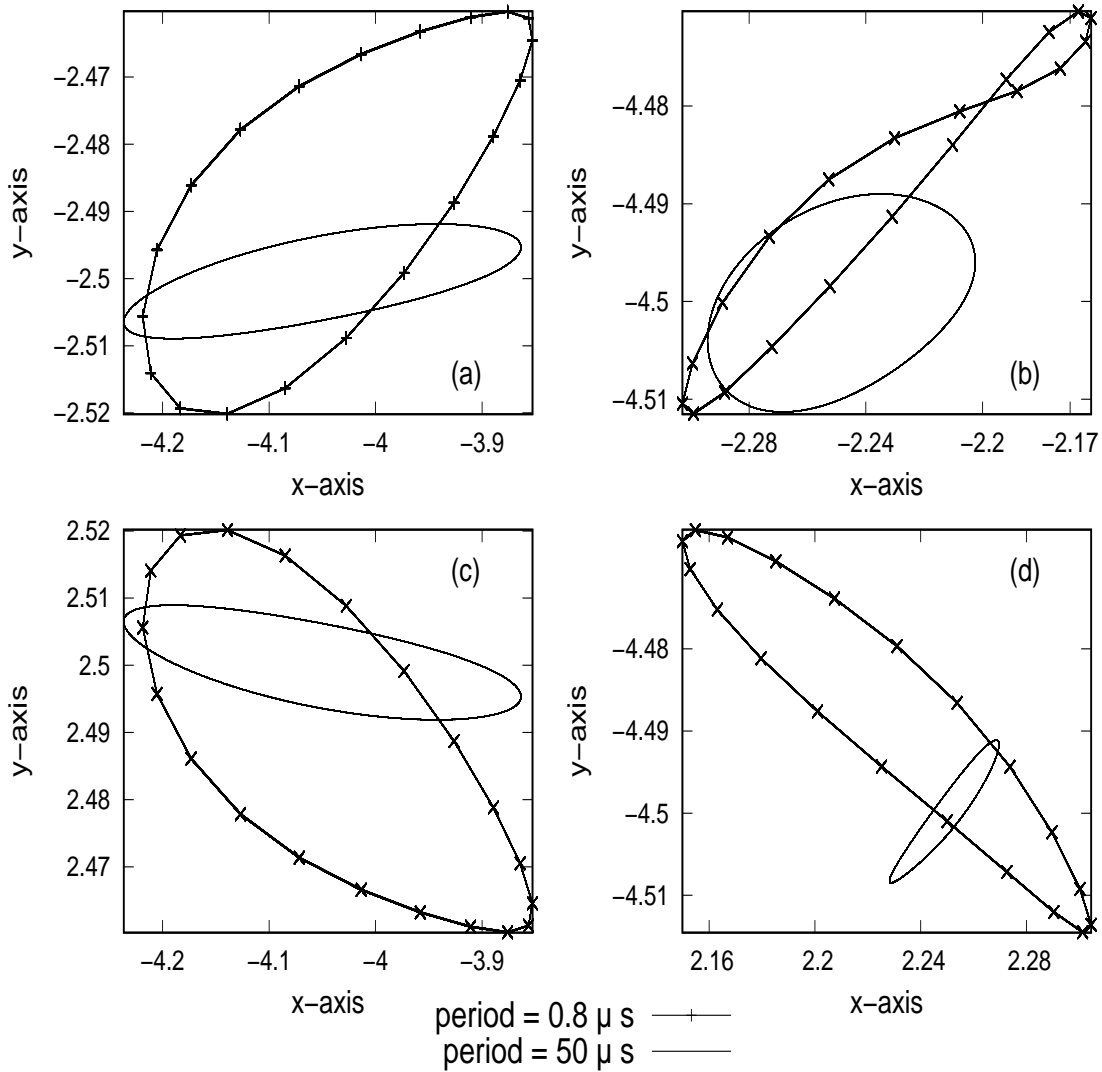 −2.47
−2.48
−2.49
−2.5
−2.51
−2.52
y−axis
(a)
−4.2 −4.1 −4 −3.9
x−axis
−4.48
−4.49
−4.5
−4.51
y−axis
(b)
−2.28 −2.24 −2.2 −2.17
x−axis
2.52
2.51
2.5
2.49
2.48
2.47
y−axis
(c)
−4.2 −4.1 −4 −3.9
x−axis
−4.48
−4.49
−4.5
−4.51
y−axis
(d)
2.16 2.2 2.24 2.28
x−axis
period = 0.8 μ s
period = 50 μ s